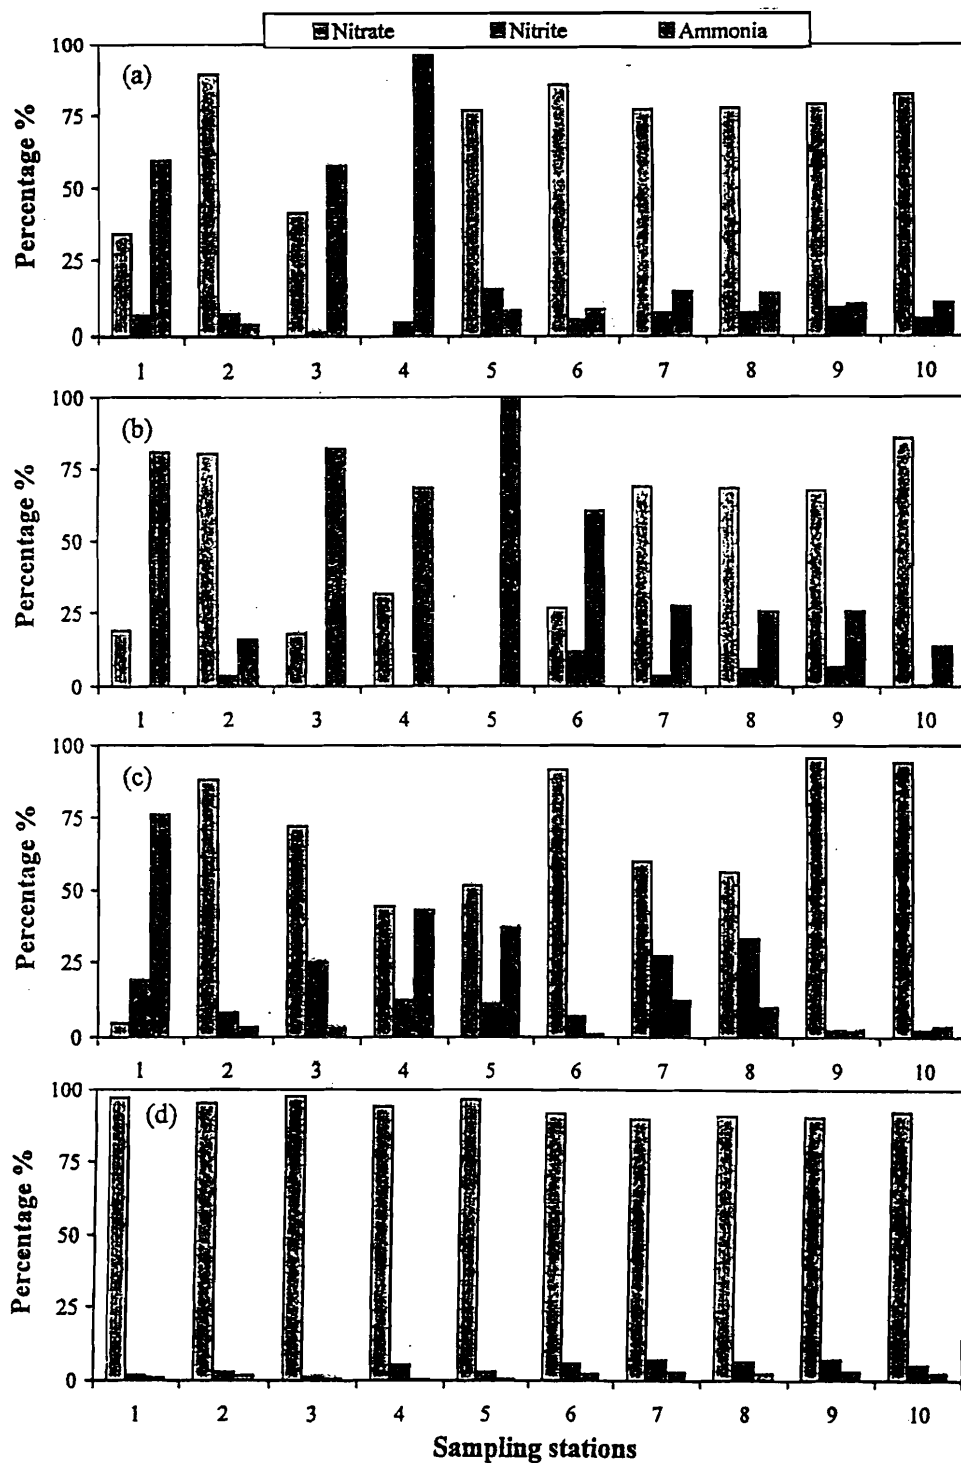 Nitrate Nitrite Ammonia
(a)
Percentage %
100
75
50
25
0
1 2 3 4 5 6 7 8 9 10
(b)
Percentage %
100
75
50
25
0
1 2 3 4 5 6 7 8 9 10
(c)
Percentage %
100
75
50
25
0
1 2 3 4 5 6 7 8 9 10
(d)
Percentage %
100
75
50
25
0
1 2 3 4 5 6 7 8 9 10
Sampling stations